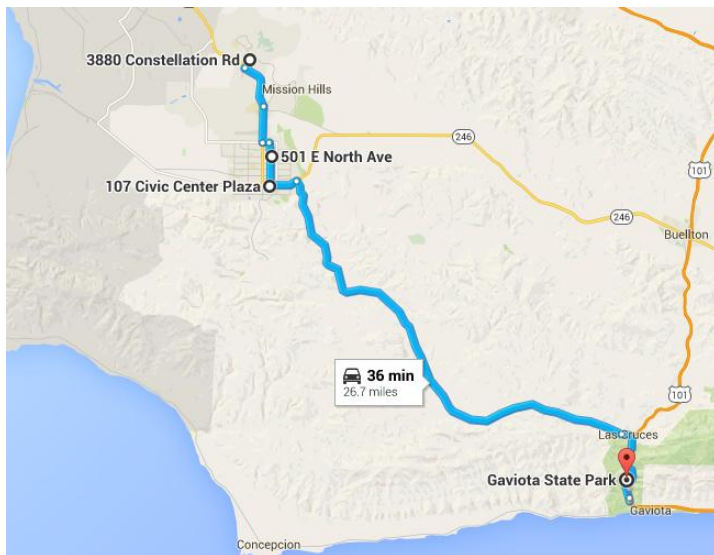 3880 Constellation Rd
Mission Hills
246
501 E North Ave
101
107 Civic Center Plaza
246
Buellton
36 min
26.7 miles
101
Las Cruces
Gaviota State Park
Gaviota
Concepcion